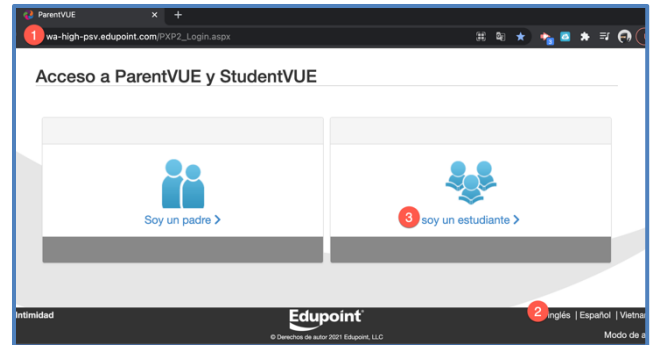 ParentVUE × +
1 wa-high-psv.edupoint.com/PXP2_Login.aspx
Acceso a ParentVUE y StudentVUE
Soy un padre >
3 soy un estudiante >
Intimidad
Edupoint
2 inglés | Español | Vietna
© Derechos de autor 2021 Edupoint, LLC
Modo de a